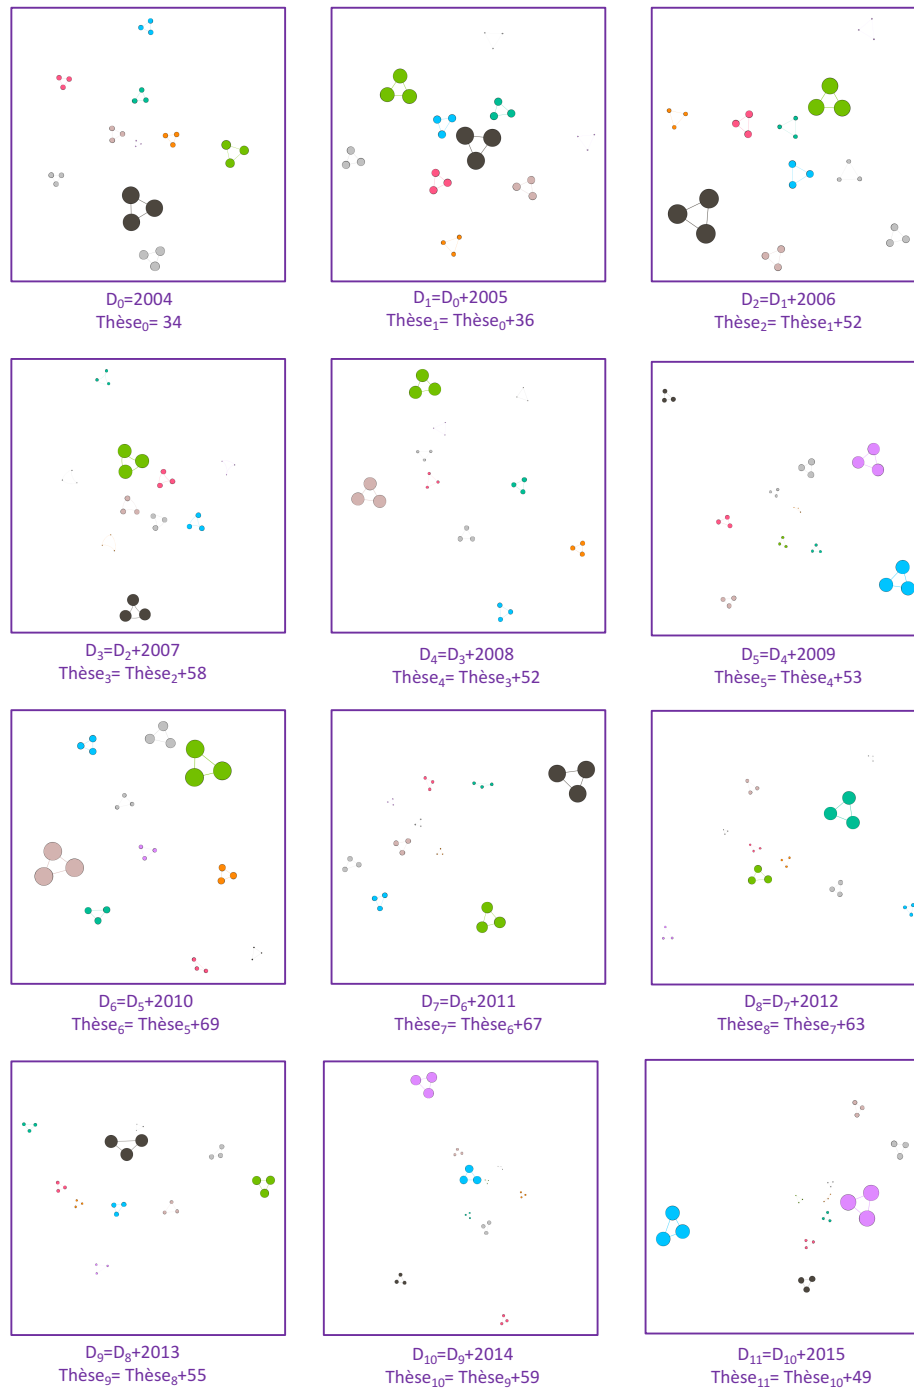 D₀=2004
Thèse₀= 34
D₁=D₀+2005
Thèse₁= Thèse₀+36
D₂=D₁+2006
Thèse₂= Thèse₁+52
D₃=D₂+2007
Thèse₃= Thèse₂+58
D₄=D₃+2008
Thèse₄= Thèse₃+52
D₅=D₄+2009
Thèse₅= Thèse₄+53
D₆=D₅+2010
Thèse₆= Thèse₅+69
D₇=D₆+2011
Thèse₇= Thèse₆+67
D₈=D₇+2012
Thèse₈= Thèse₇+63
D₉=D₈+2013
Thèse₉= Thèse₈+55
D₁₀=D₉+2014
Thèse₁₀= Thèse₉+59
D₁₁=D₁₀+2015
Thèse₁₁= Thèse₁₀+49